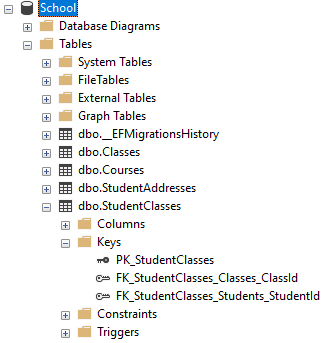 School
Database Diagrams
Tables
System Tables
FileTables
External Tables
Graph Tables
dbo.__EFMigrationsHistory
dbo.Classes
dbo.Courses
dbo.StudentAddresses
dbo.StudentClasses
Columns
Keys
PK_StudentClasses
FK_StudentClasses_Classes_ClassId
FK_StudentClasses_Students_StudentId
Constraints
Triggers